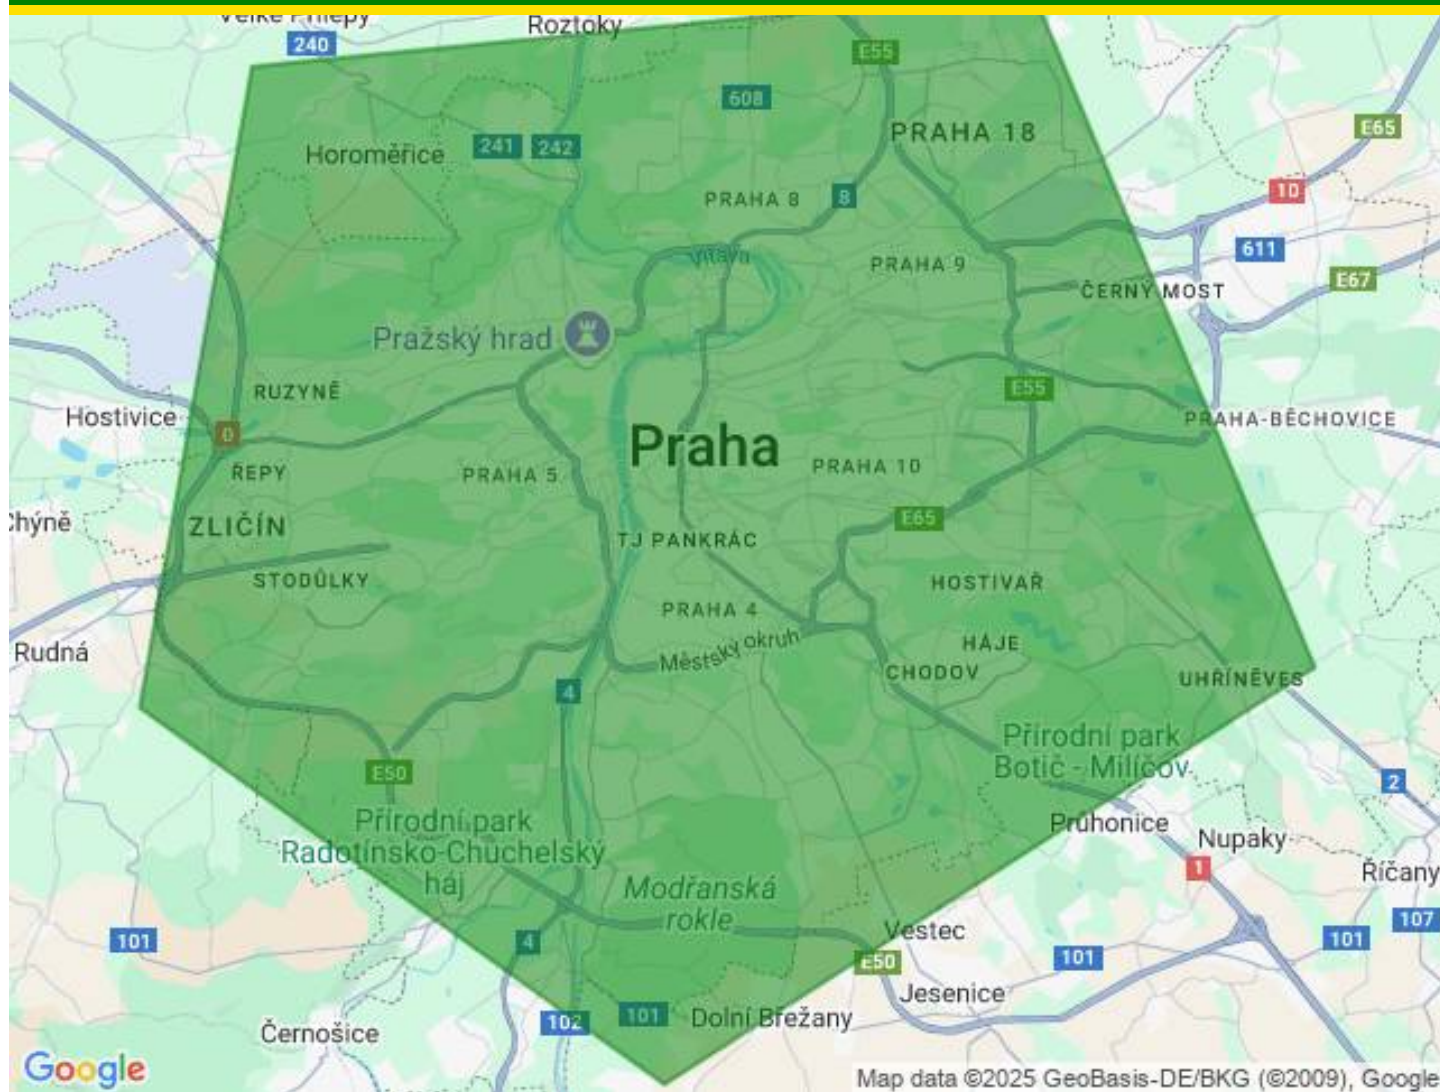 Velké Přílepy
Roztoky
240
E55
608
PRAHA 18
E65
Horoměřice
241
242
10
PRAHA 8
8
611
Vltava
PRAHA 9
E67
ČERNÝ MOST
Pražský hrad
RUZYNĚ
E55
Hostivice
0
PRAHA-BĚCHOVICE
Praha
ŘEPY
PRAHA 5
PRAHA 10
Chýně
ZLIČÍN
E65
TJ PANKRÁC
STODŮLKY
HOSTIVAŘ
PRAHA 4
Rudná
Městský okruh
HÁJE
CHODOV
UHŘÍNĚVES
4
Přírodní park
Botič - Milíčov
E50
2
Přírodní park
Radotínsko-Chuchelský
háj
Průhonice
Nupaky
1
Říčany
Modřanská
rokle
107
101
4
Vestec
101
E50
101
Jesenice
Černošice
102
101
Dolní Břežany
Google
Map data ©2025 GeoBasis-DE/BKG (©2009), Google